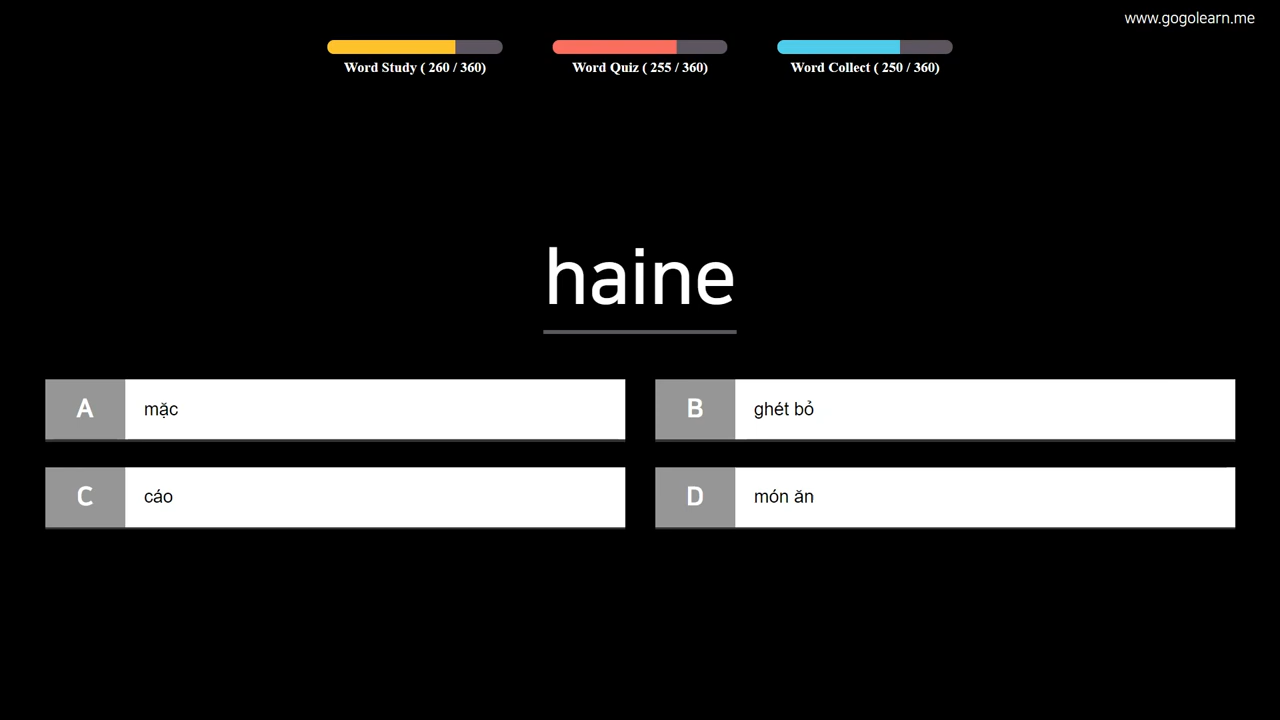 www.gogolearn.me
Word Study ( 260 / 360)
Word Quiz ( 255 / 360)
Word Collect ( 250 / 360)
haine
A mặc
B ghét bỏ
C cáo
D món ăn